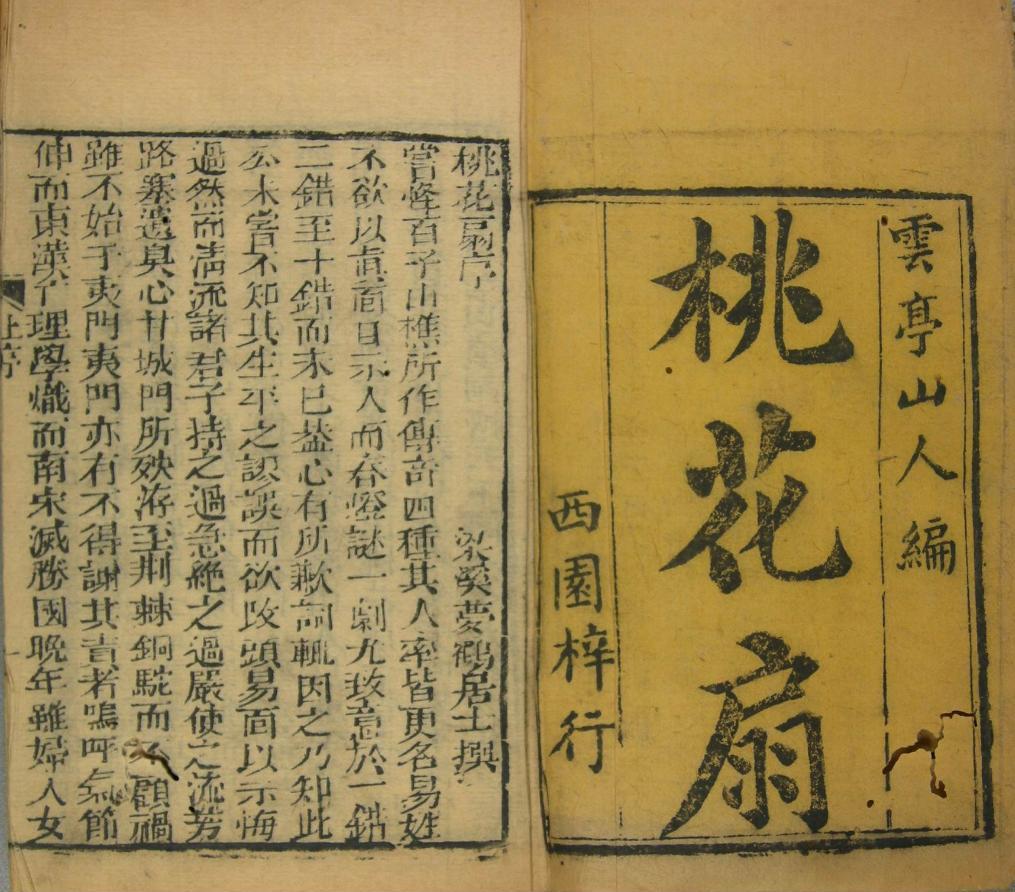 雲亭山人編
桃花扇
西園梓行
桃花扇序
梁溪夢鶴居士撰
嘗怪百子山樵所作傳奇四種其人率皆更名易姓
不欲以真面目示人而春燈謎一劇尤致意於一錯
二錯至十錯而未已蓋心有所歉詞輒因之乃知此
公未嘗不知其生平之謬誤而欲改頭易面以示悔
過然而清流諸君子持之過急絶之過嚴使之流芳
路塞遺臭心甘城門所殃洊至荆棘銅駝而不顧禍
雖不始于夷門夷門亦有不得謝其責者嗚呼氣節
伸而東漢亡理學熾而南宋滅勝國晚年雖婦人女
上序